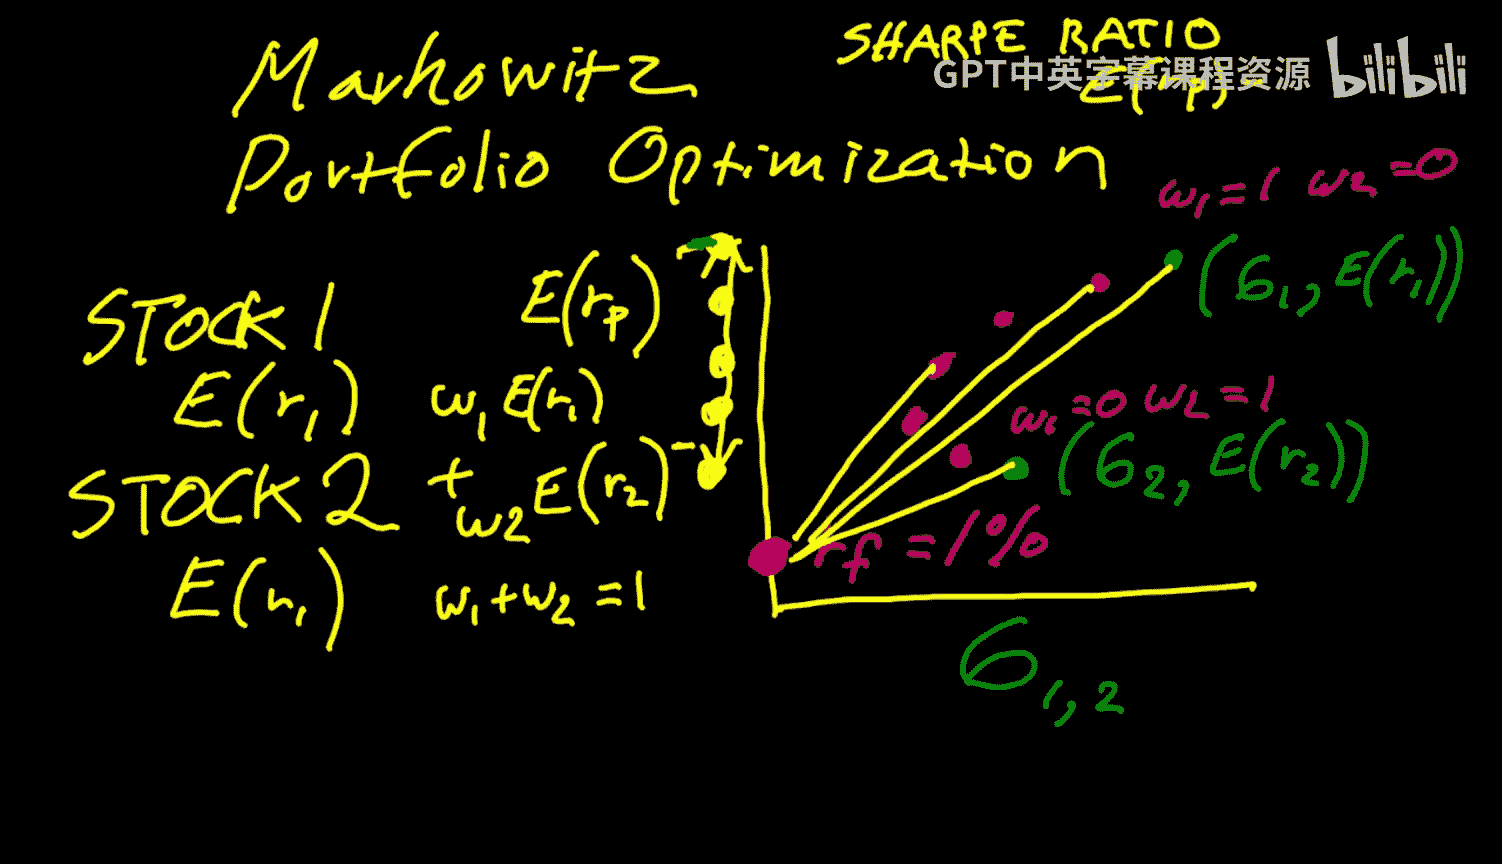 Markowitz
Portfolio Optimization
SHARPE RATIO
E(rp) -
GPT中英字幕课程资源 bilibili
STOCK 1
E(r1)
STOCK 2
E(r1)
E(rp)
w1 E(r1)
+ w2 E(r2)
w1 + w2 = 1
w1 = 1 w2 = 0
(σ1, E(r1))
w1 = 0 w2 = 1
(σ2, E(r2))
rf = 1%
σ1,2